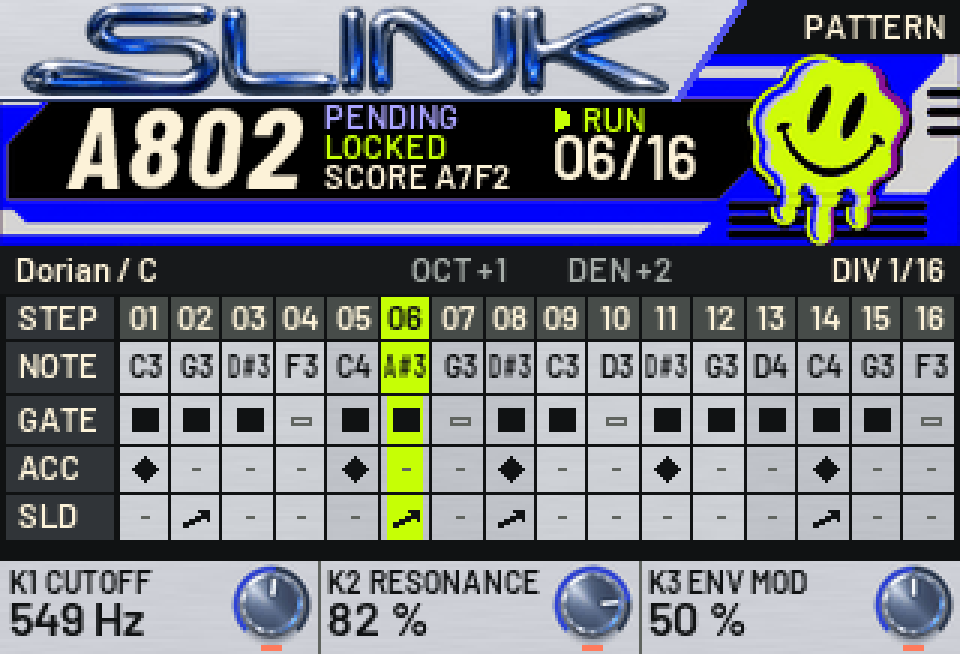 SLINK
PATTERN
A802
PENDING
LOCKED
SCORE A7F2
RUN
06/16
Dorian / C OCT +1 DEN +2 DIV 1/16
STEP 01 02 03 04 05 06 07 08 09 10 11 12 13 14 15 16
NOTE C3 G3 D#3 F3 C4 A#3 G3 D#3 C3 D3 D#3 G3 D4 C4 G3 F3
GATE
ACC - - - - - - - - - - -
SLD - - - - - - - - - - - -
K1 CUTOFF
549 Hz
K2 RESONANCE
82 %
K3 ENV MOD
50 %